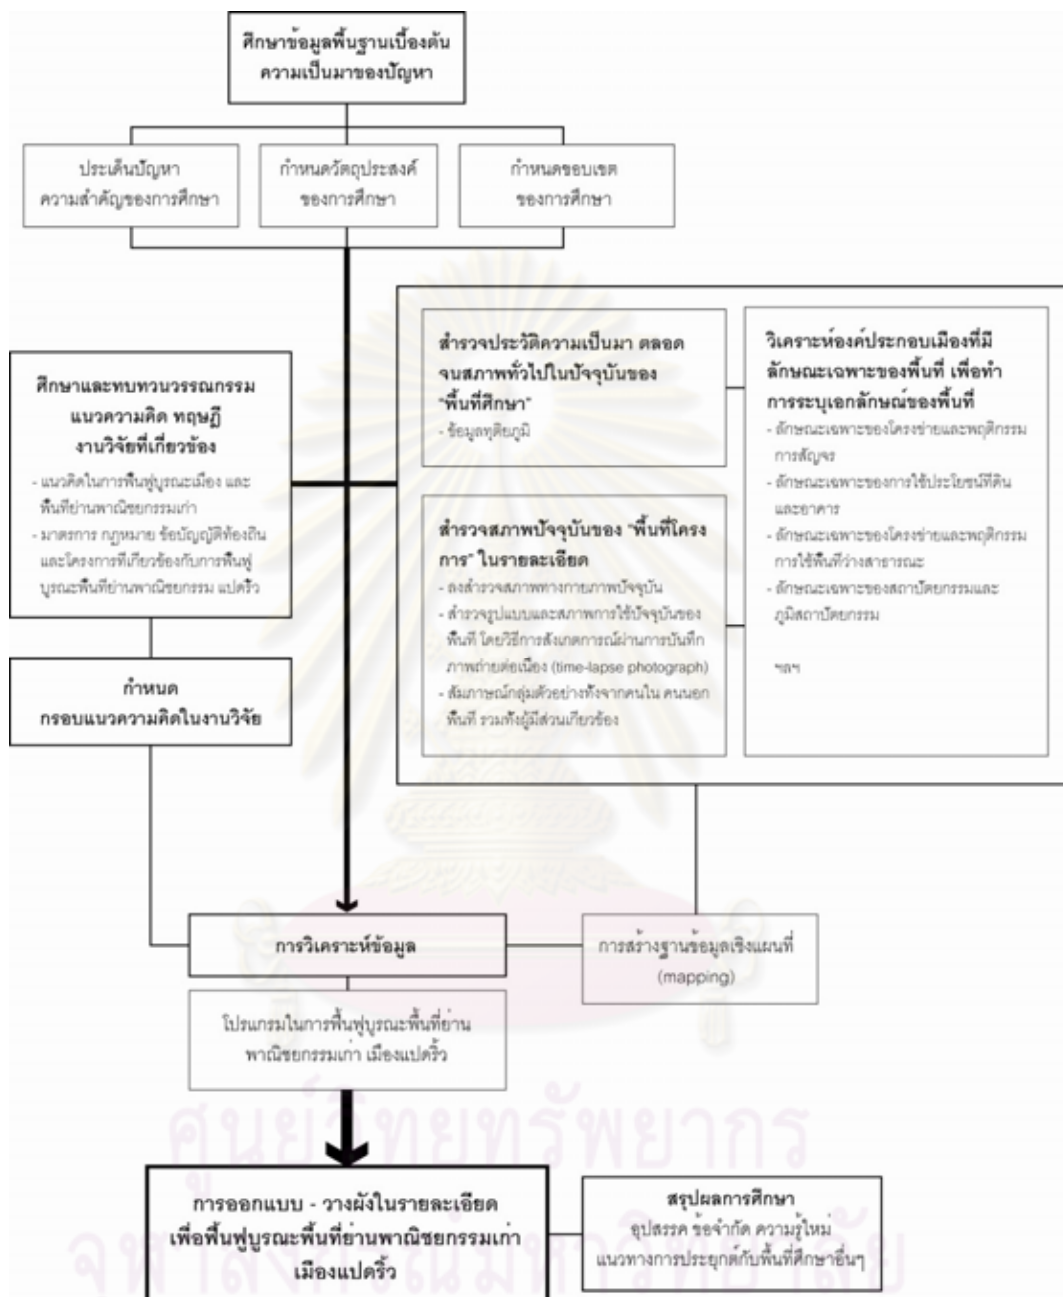 ศึกษาข้อมูลพื้นฐานเบื้องต้น
ความเป็นมาของปัญหา
ประเด็นปัญหา
ความสำคัญของการศึกษา
กำหนดวัตถุประสงค์
ของการศึกษา
กำหนดขอบเขต
ของการศึกษา
ศึกษาและทบทวนวรรณกรรม
แนวความคิด ทฤษฎี
งานวิจัยที่เกี่ยวข้อง
- แนวคิดในการฟื้นฟูบูรณะเมือง และ
พื้นที่ย่านพาณิชยกรรมเก่า
- มาตรการ กฎหมาย ข้อบัญญัติท้องถิ่น
และโครงการที่เกี่ยวข้องกับการฟื้นฟู
บูรณะพื้นที่ย่านพาณิชยกรรม แปดริ้ว
กำหนด
กรอบแนวความคิดในงานวิจัย
สำรวจประวัติความเป็นมา ตลอด
จนสภาพทั่วไปในปัจจุบันของ
"พื้นที่ศึกษา"
- ข้อมูลทุติยภูมิ
สำรวจสภาพปัจจุบันของ "พื้นที่โครง
การ" ในรายละเอียด
- ลงสำรวจสภาพทางกายภาพปัจจุบัน
- สำรวจรูปแบบและสภาพการใช้ปัจจุบันของ
พื้นที่ โดยวิธีการสังเกตการณ์ผ่านการบันทึก
ภาพถ่ายต่อเนื่อง (time-lapse photograph)
- สัมภาษณ์กลุ่มตัวอย่างทั้งจากคนใน คนนอก
พื้นที่ รวมทั้งผู้มีส่วนเกี่ยวข้อง
วิเคราะห์องค์ประกอบเมืองที่มี
ลักษณะเฉพาะของพื้นที่ เพื่อทำ
การระบุเอกลักษณ์ของพื้นที่
- ลักษณะเฉพาะของโครงข่ายและพฤติกรรม
การสัญจร
- ลักษณะเฉพาะของการใช้ประโยชน์ที่ดิน
และอาคาร
- ลักษณะเฉพาะของโครงข่ายและพฤติกรรม
การใช้พื้นที่ว่างสาธารณะ
- ลักษณะเฉพาะของสถาปัตยกรรมและ
ภูมิสถาปัตยกรรม
ฯลฯ
การวิเคราะห์ข้อมูล
การสร้างฐานข้อมูลเชิงแผนที่
(mapping)
โปรแกรมในการฟื้นฟูบูรณะพื้นที่ย่าน
พาณิชยกรรมเก่า เมืองแปดริ้ว
ศูนย์วิทยทรัพยากร
การออกแบบ - วางผังในรายละเอียด
เพื่อฟื้นฟูบูรณะพื้นที่ย่านพาณิชยกรรมเก่า
เมืองแปดริ้ว
สรุปผลการศึกษา
อุปสรรค ข้อจำกัด ความรู้ใหม่
แนวทางการประยุกต์กับพื้นที่ศึกษาอื่นๆ
จุฬาลงกรณ์มหาวิทยาลัย